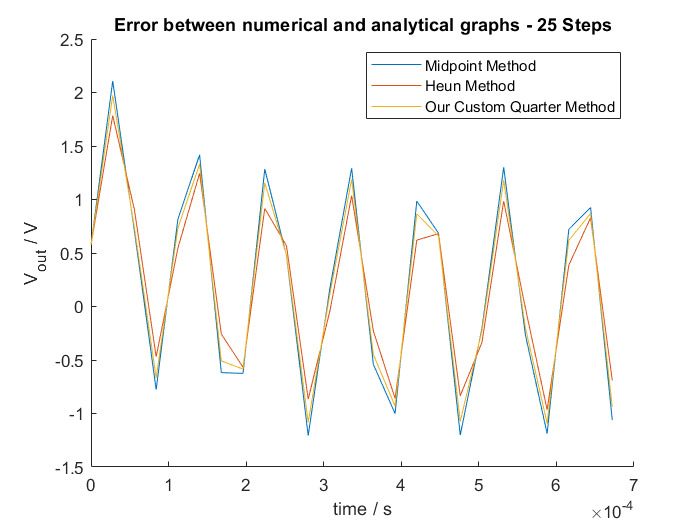 Error between numerical and analytical graphs - 25 Steps
Midpoint Method
Heun Method
Our Custom Quarter Method
V_out / V
2.5
2
1.5
1
0.5
0
-0.5
-1
-1.5
0 1 2 3 4 5 6 7
time / s
×10^-4